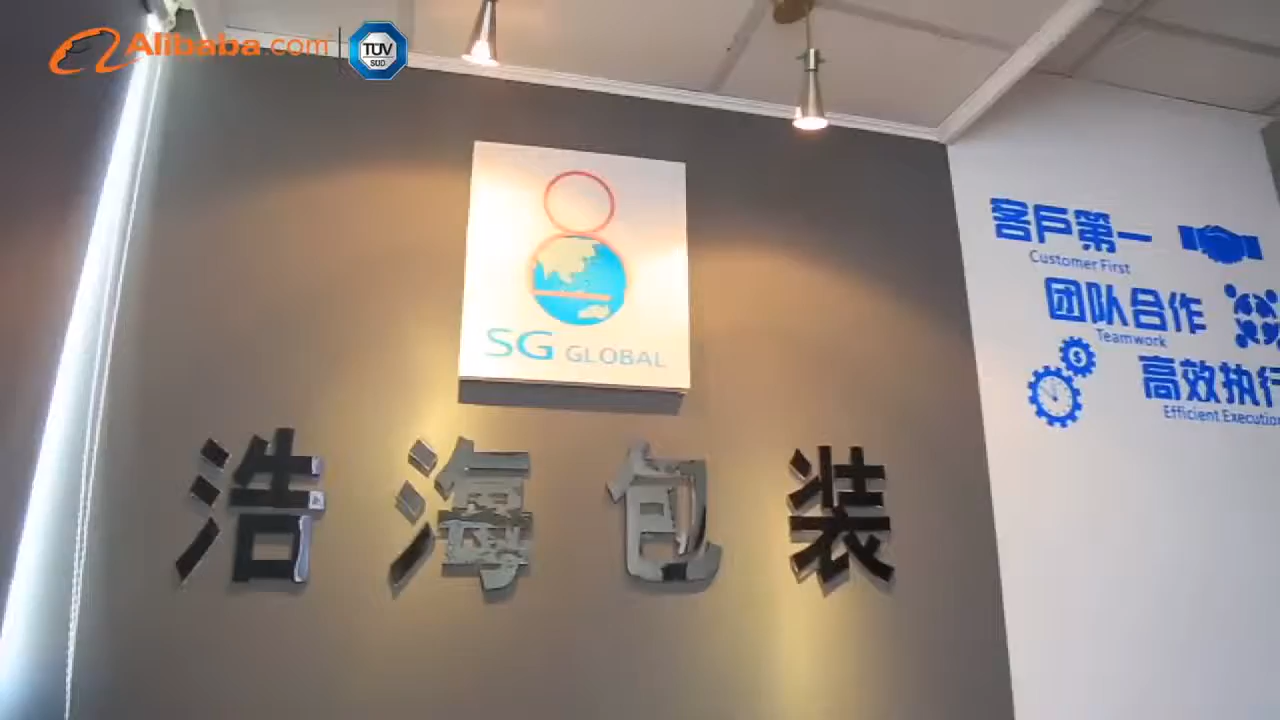 Alibaba.com
TÜV
SÜD
SG GLOBAL
浩海包装
客戶第一
Customer First
团队合作
Teamwork
$
高效执行
Efficient Execution